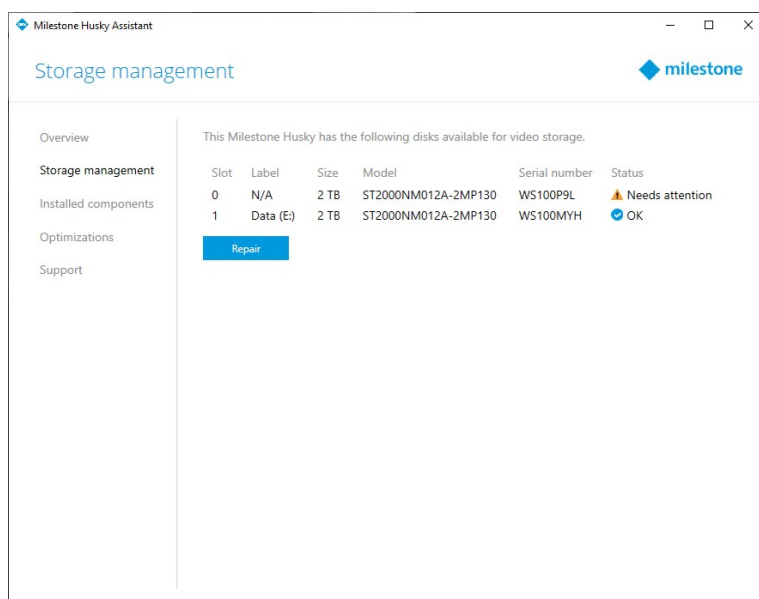 Milestone Husky Assistant
Storage management
milestone
Overview
Storage management
Installed components
Optimizations
Support
This Milestone Husky has the following disks available for video storage.
Slot Label Size Model Serial number Status
0 N/A 2 TB ST2000NM012A-2MP130 WS100P9L Needs attention
1 Data (E:) 2 TB ST2000NM012A-2MP130 WS100MYH OK
Repair